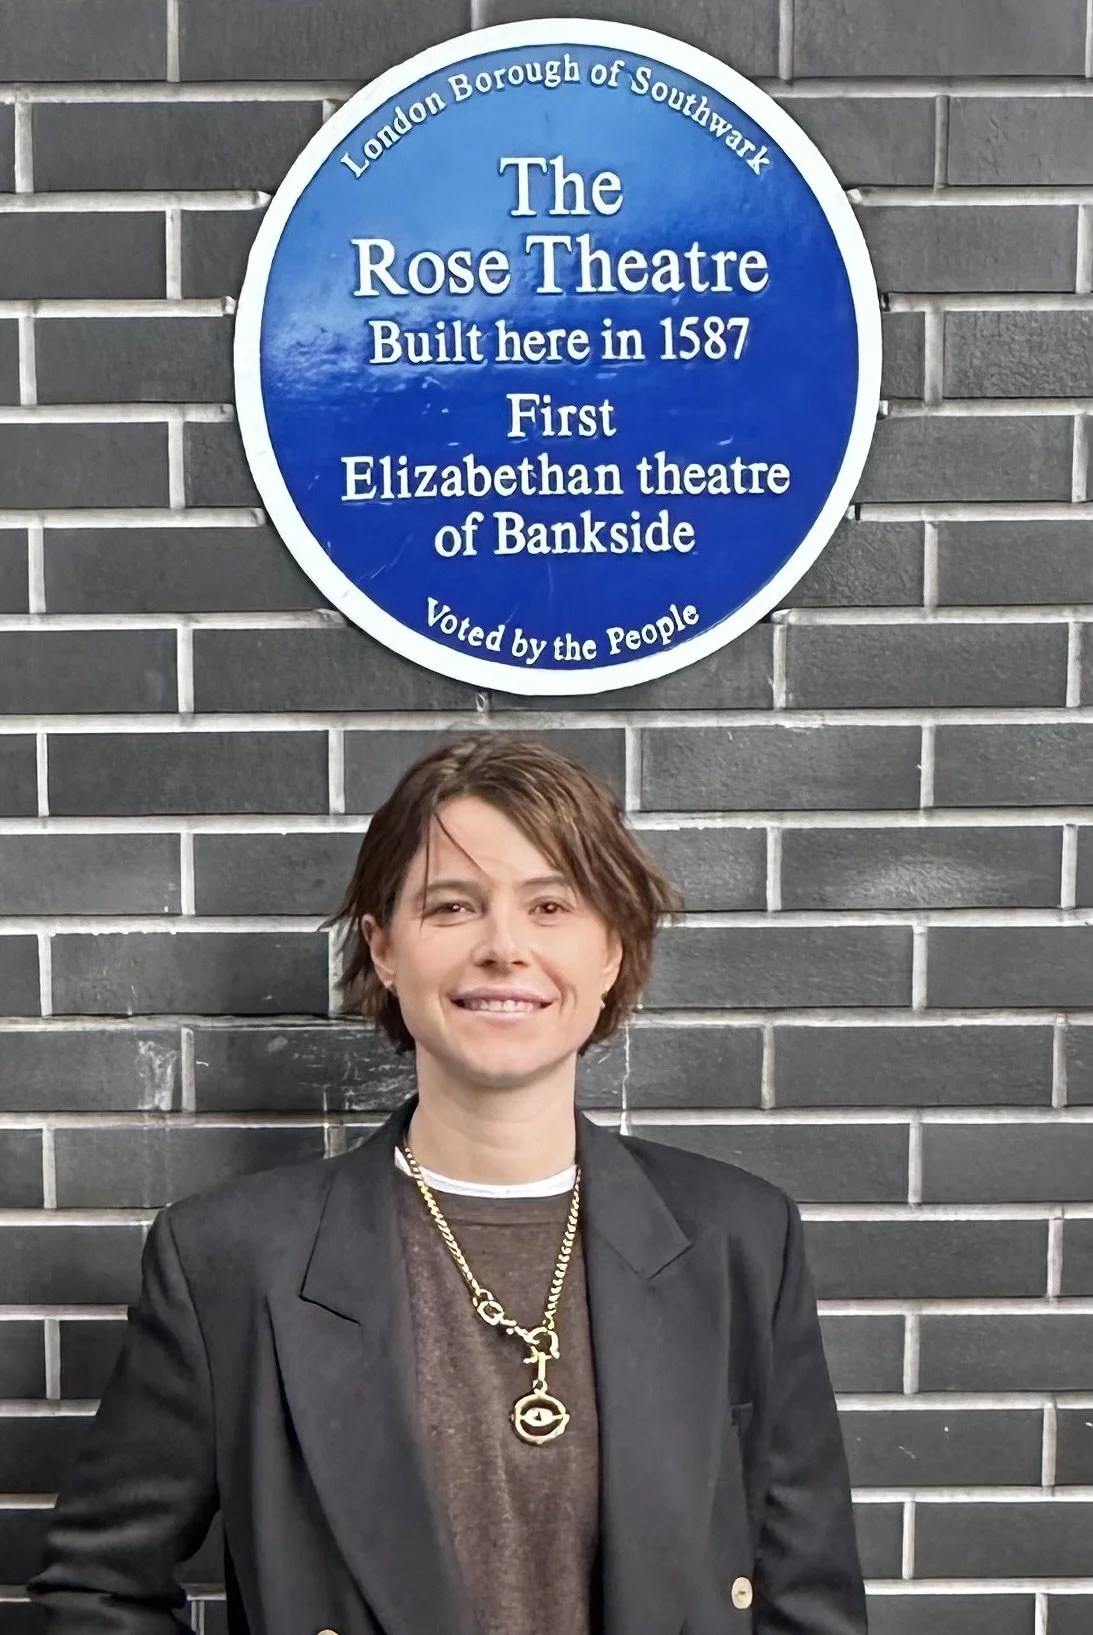 London Borough of Southwark
The
Rose Theatre
Built here in 1587
First
Elizabethan theatre
of Bankside
Voted by the People